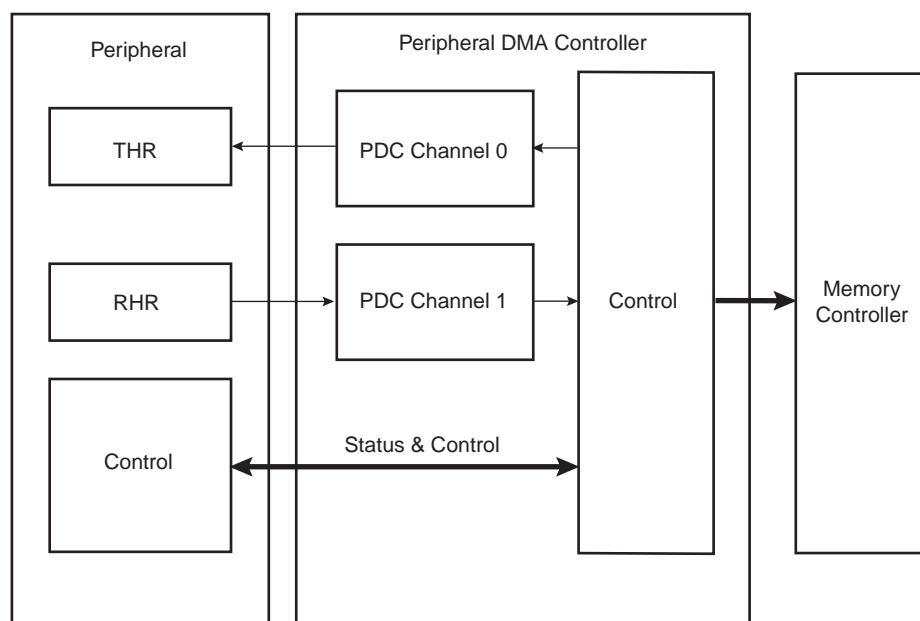 Peripheral
Peripheral DMA Controller
THR
PDC Channel 0
RHR
PDC Channel 1
Control
Memory
Controller
Control
Status & Control